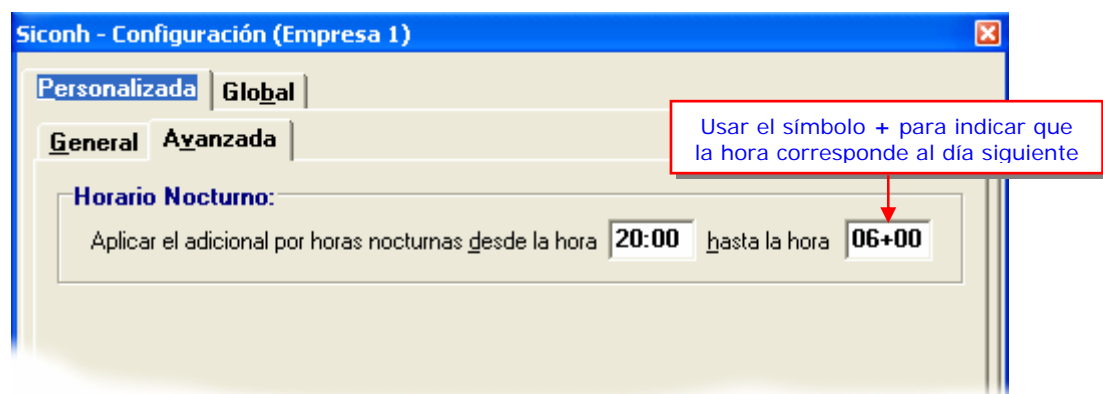 Siconh - Configuración (Empresa 1)
Personalizada Global
General Avanzada
Usar el símbolo + para indicar que
la hora corresponde al día siguiente
Horario Nocturno:
Aplicar el adicional por horas nocturnas desde la hora 20:00 hasta la hora 06+00